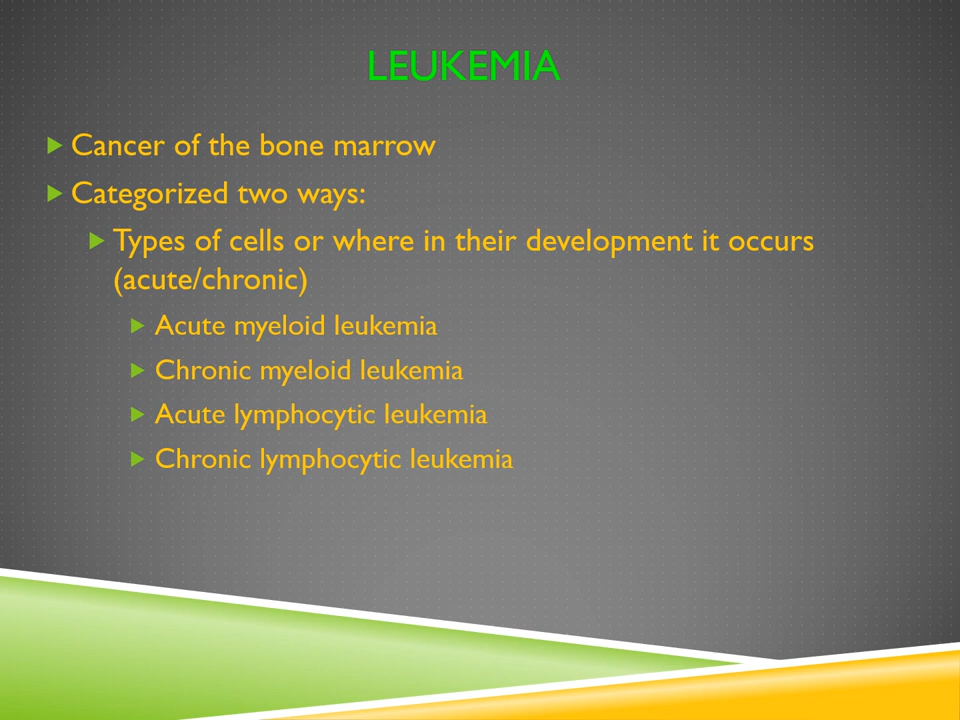 LEUKEMIA
Cancer of the bone marrow
Categorized two ways:
Types of cells or where in their development it occurs
(acute/chronic)
Acute myeloid leukemia
Chronic myeloid leukemia
Acute lymphocytic leukemia
Chronic lymphocytic leukemia